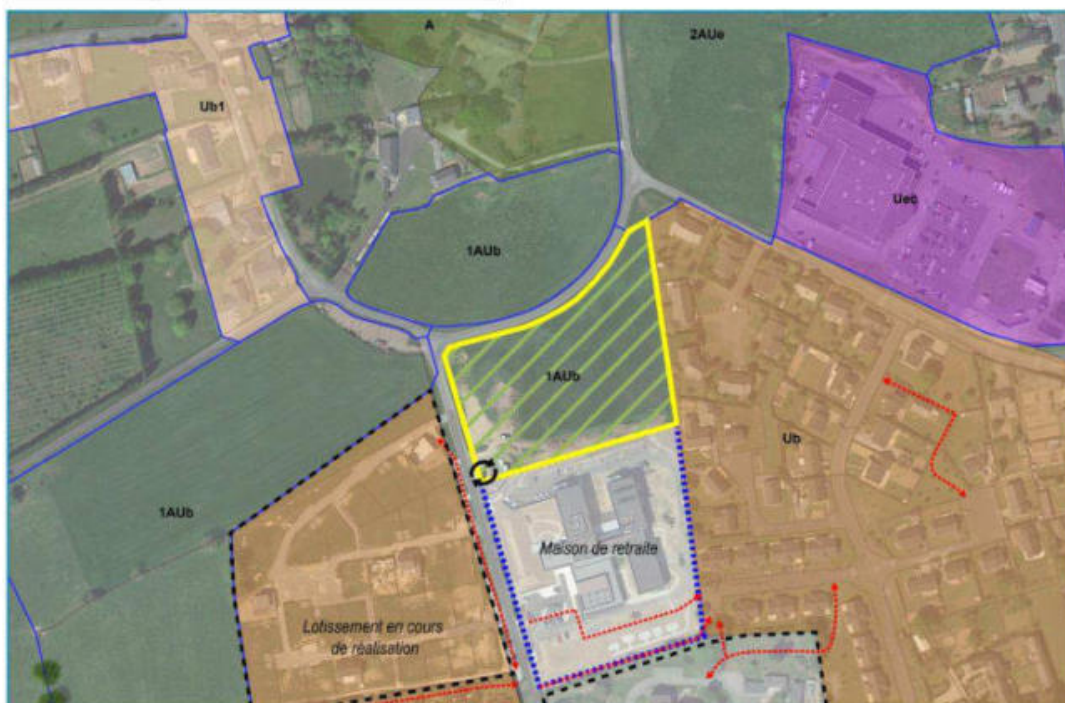 A
2AUe
Ub1
Uec
1AUb
1AUb
Ub
1AUb
Maison de retraite
Lotissement en cours
de réalisation